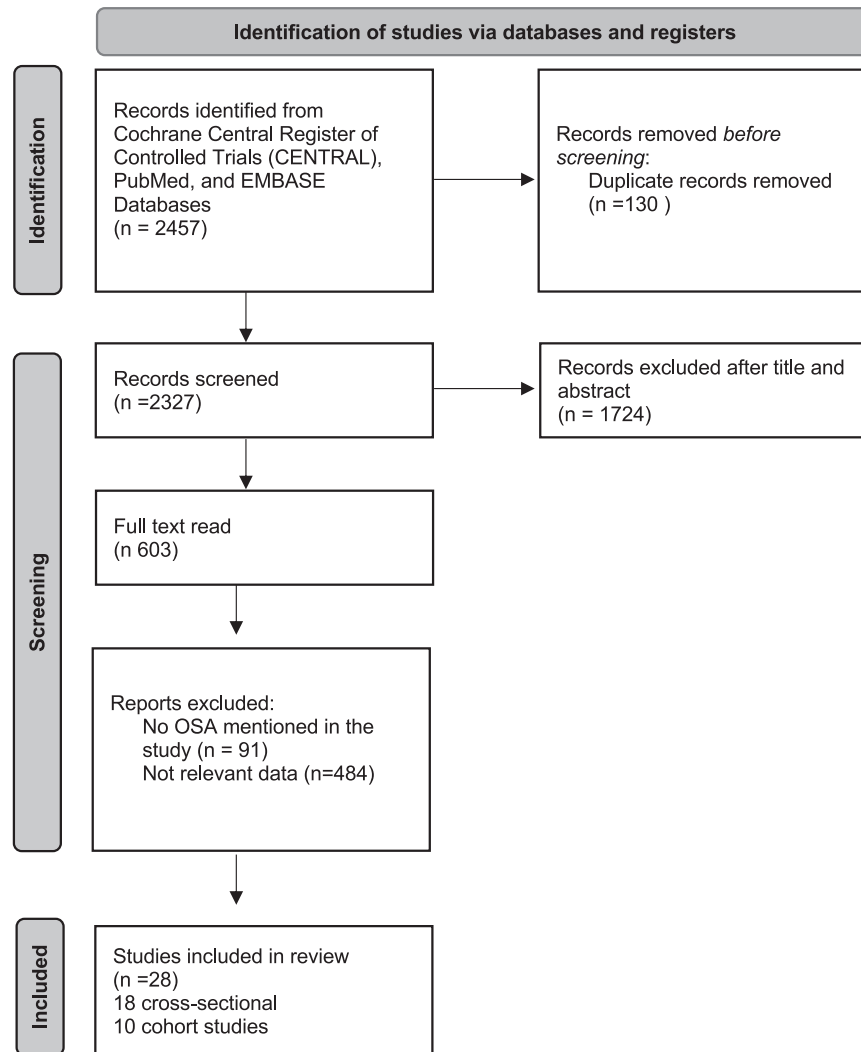 Identification of studies via databases and registers
Identification
Records identified from
Cochrane Central Register of
Controlled Trials (CENTRAL),
PubMed, and EMBASE
Databases
(n = 2457)
Records removed before
screening:
Duplicate records removed
(n =130 )
Screening
Records screened
(n =2327)
Records excluded after title and
abstract
(n = 1724)
Full text read
(n 603)
Reports excluded:
No OSA mentioned in the
study (n = 91)
Not relevant data (n=484)
Included
Studies included in review
(n =28)
18 cross-sectional
10 cohort studies